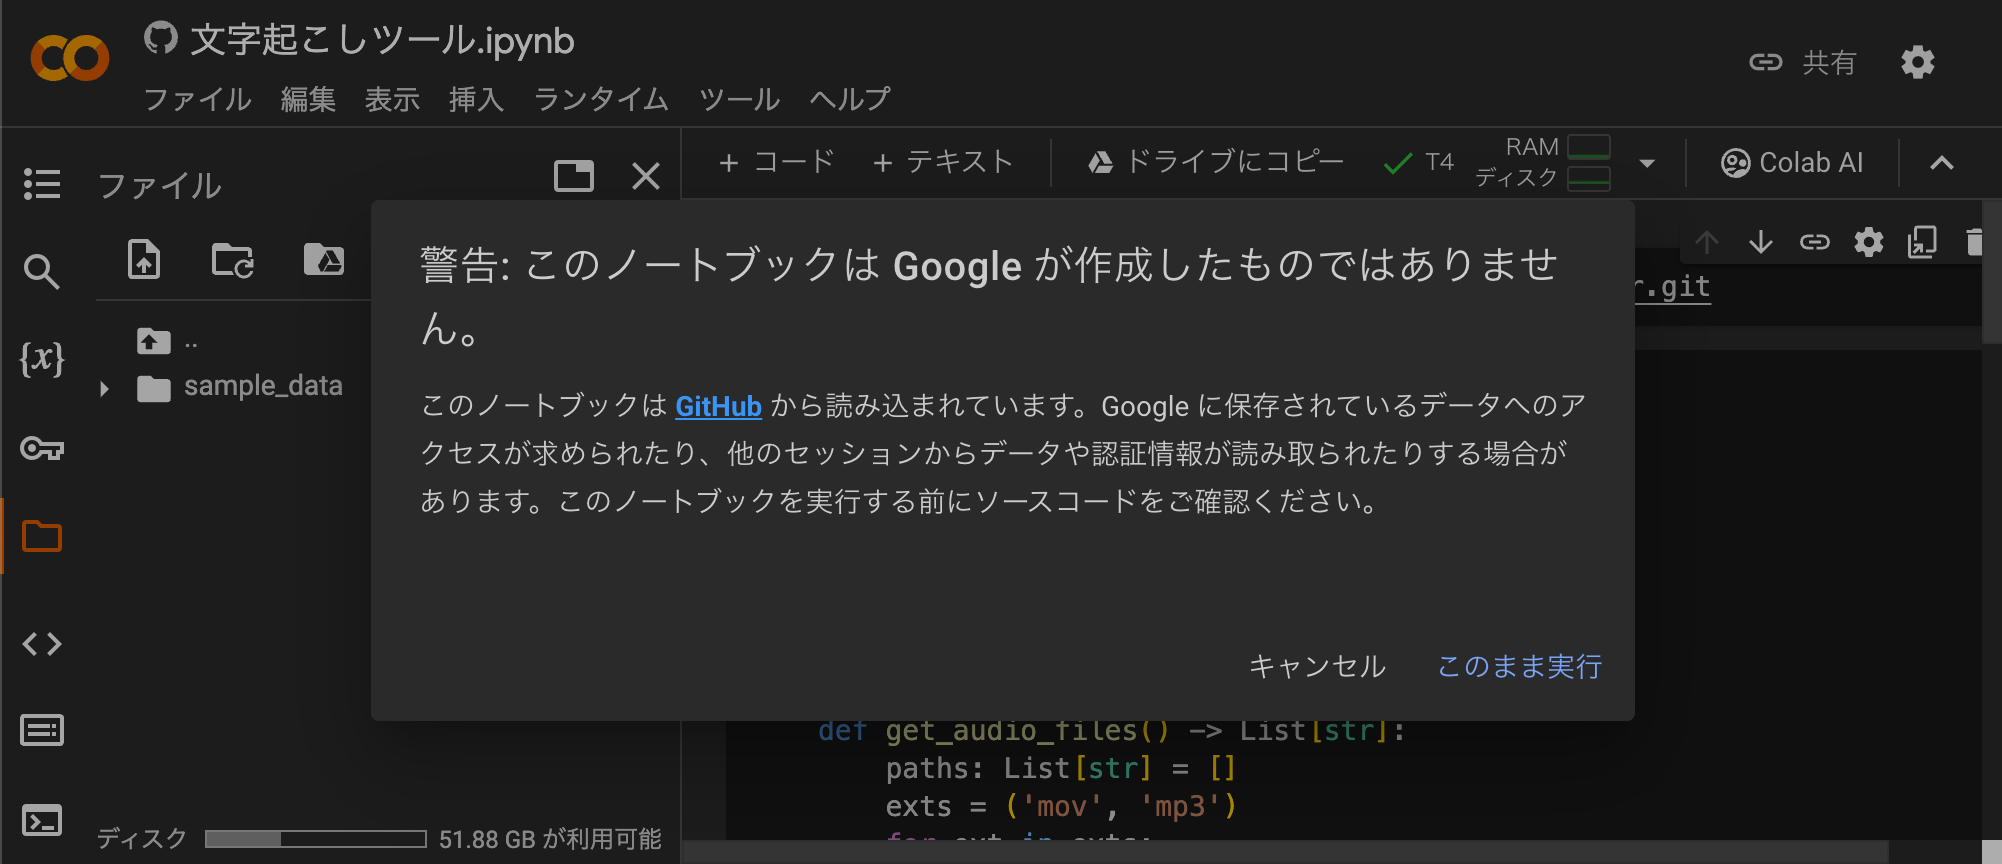 文字起こしツール.ipynb
共有
ファイル 編集 表示 挿入 ランタイム ツール ヘルプ
ファイル
+ コード + テキスト ドライブにコピー T4 RAM ディスク Colab AI
警告: このノートブックは Google が作成したものではありませ
ん。
r.git
{x}
..
sample_data
このノートブックは GitHub から読み込まれています。Google に保存されているデータへのア
クセスが求められたり、他のセッションからデータや認証情報が読み取られたりする場合が
あります。このノートブックを実行する前にソースコードをご確認ください。
キャンセル このまま実行
def get_audio_files() -> List[str]:
paths: List[str] = []
exts = ('mov', 'mp3')
for ext in exts:
ディスク 51.88 GB が利用可能